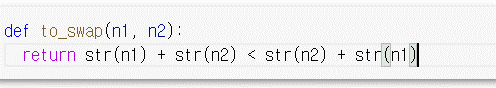 def to_swap(n1, n2):
  return str(n1) + str(n2) < str(n2) + str(n1)